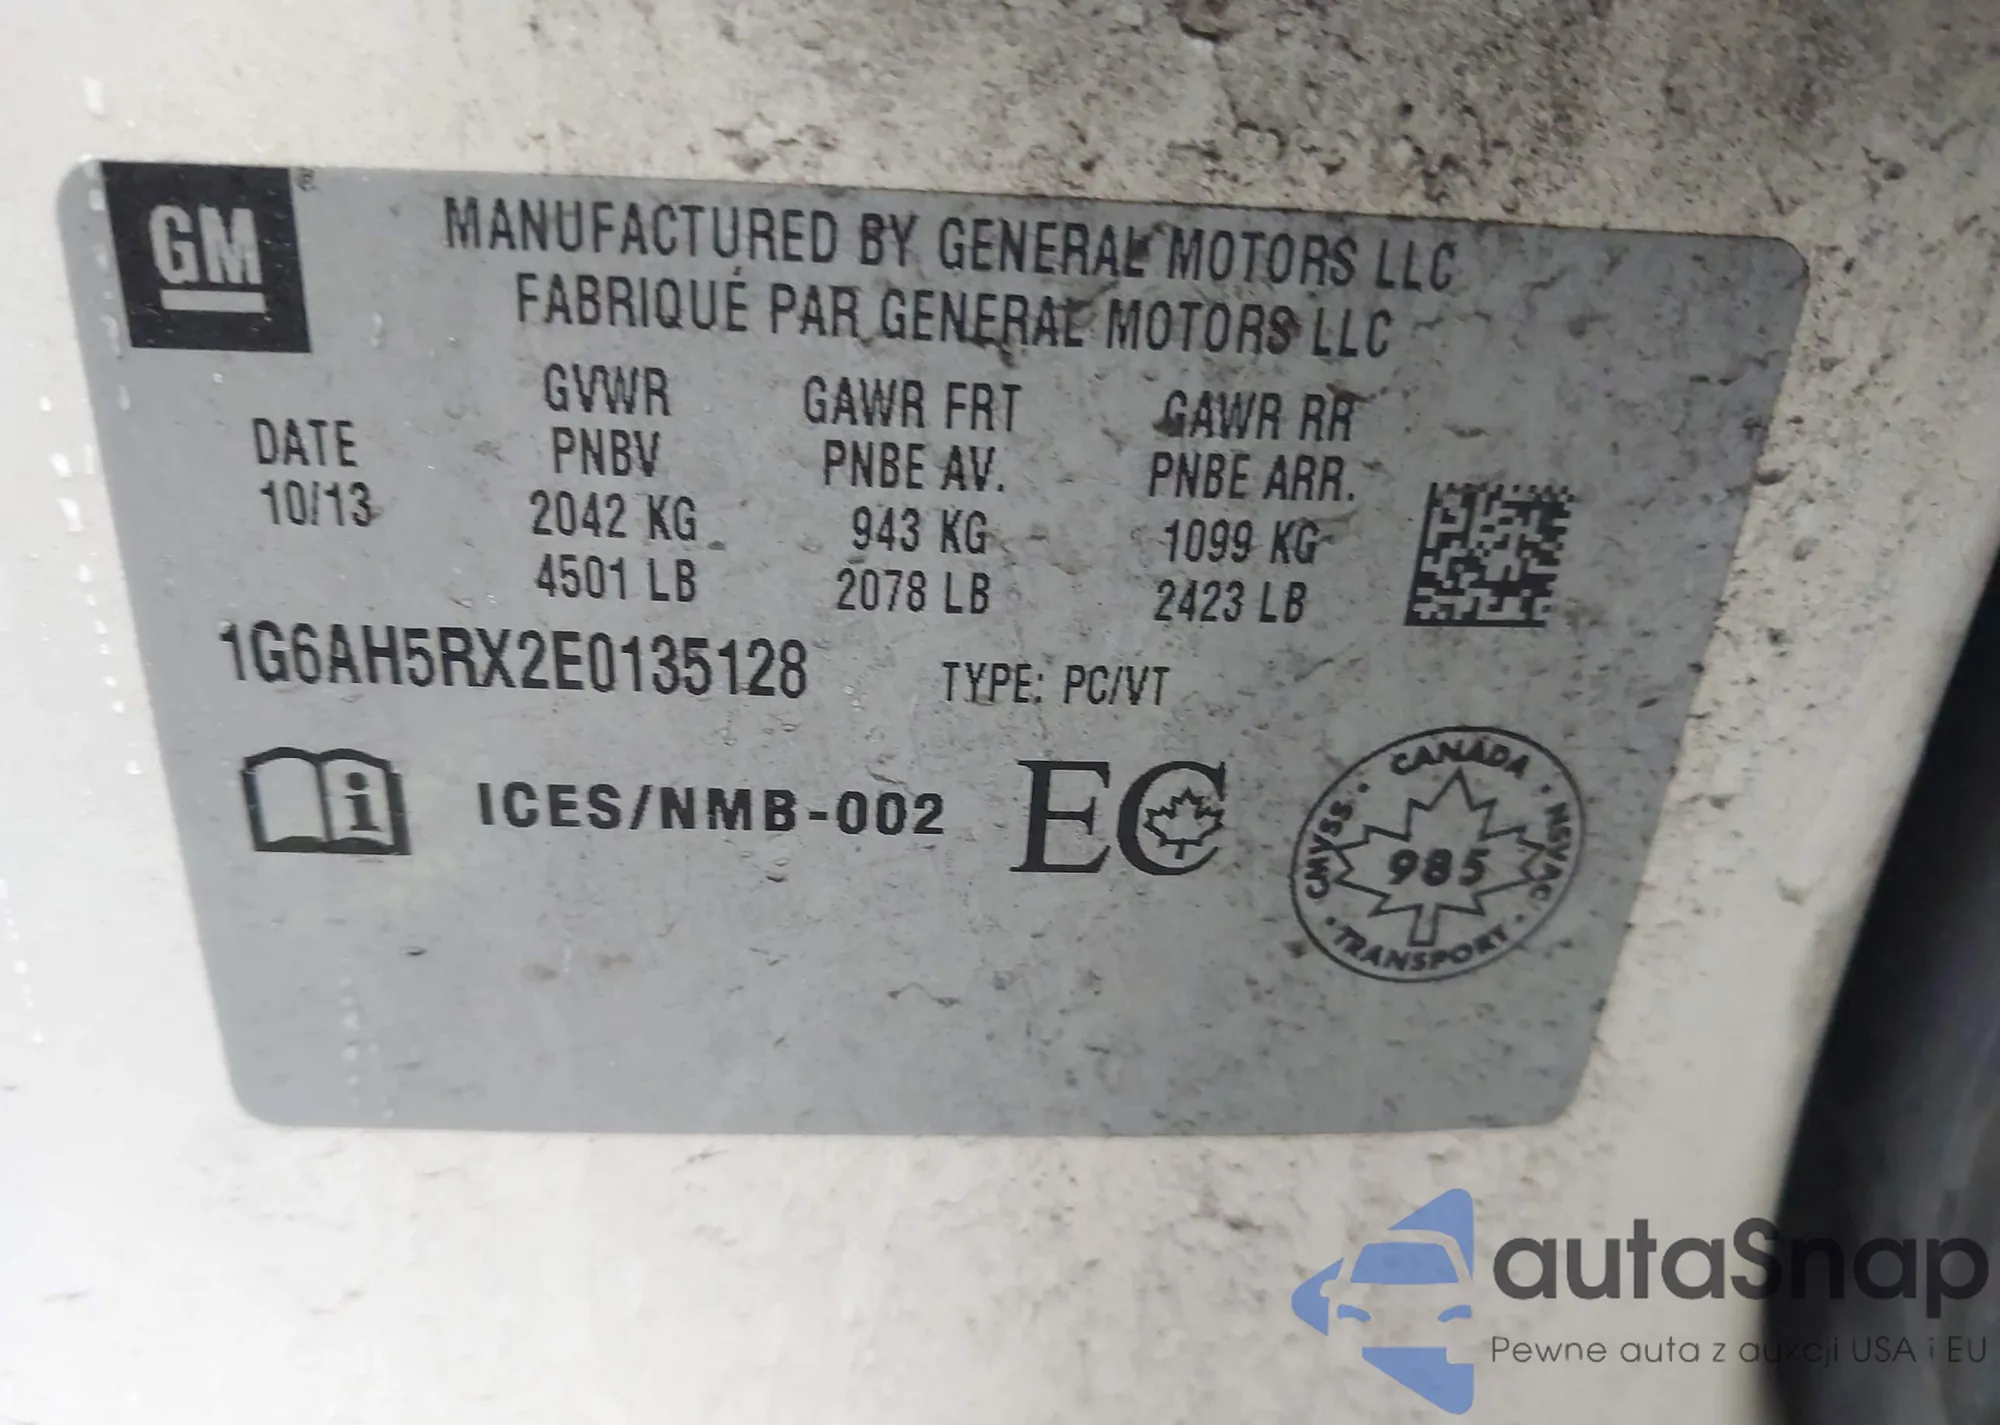 GM
MANUFACTURED BY GENERAL MOTORS LLC
FABRIQUÉ PAR GENERAL MOTORS LLC
DATE
10/13
GVWR
PNBV
2042 KG
4501 LB
GAWR FRT
PNBE AV.
943 KG
2078 LB
GAWR RR
PNBE ARR.
1099 KG
2423 LB
1G6AH5RX2E0135128
TYPE: PC/VT
i
ICES/NMB-002
EC
CANADA
CMVSS · NSVAC
985
TRANSPORT
autaSnap
Pewne auta z aukcji USA i EU